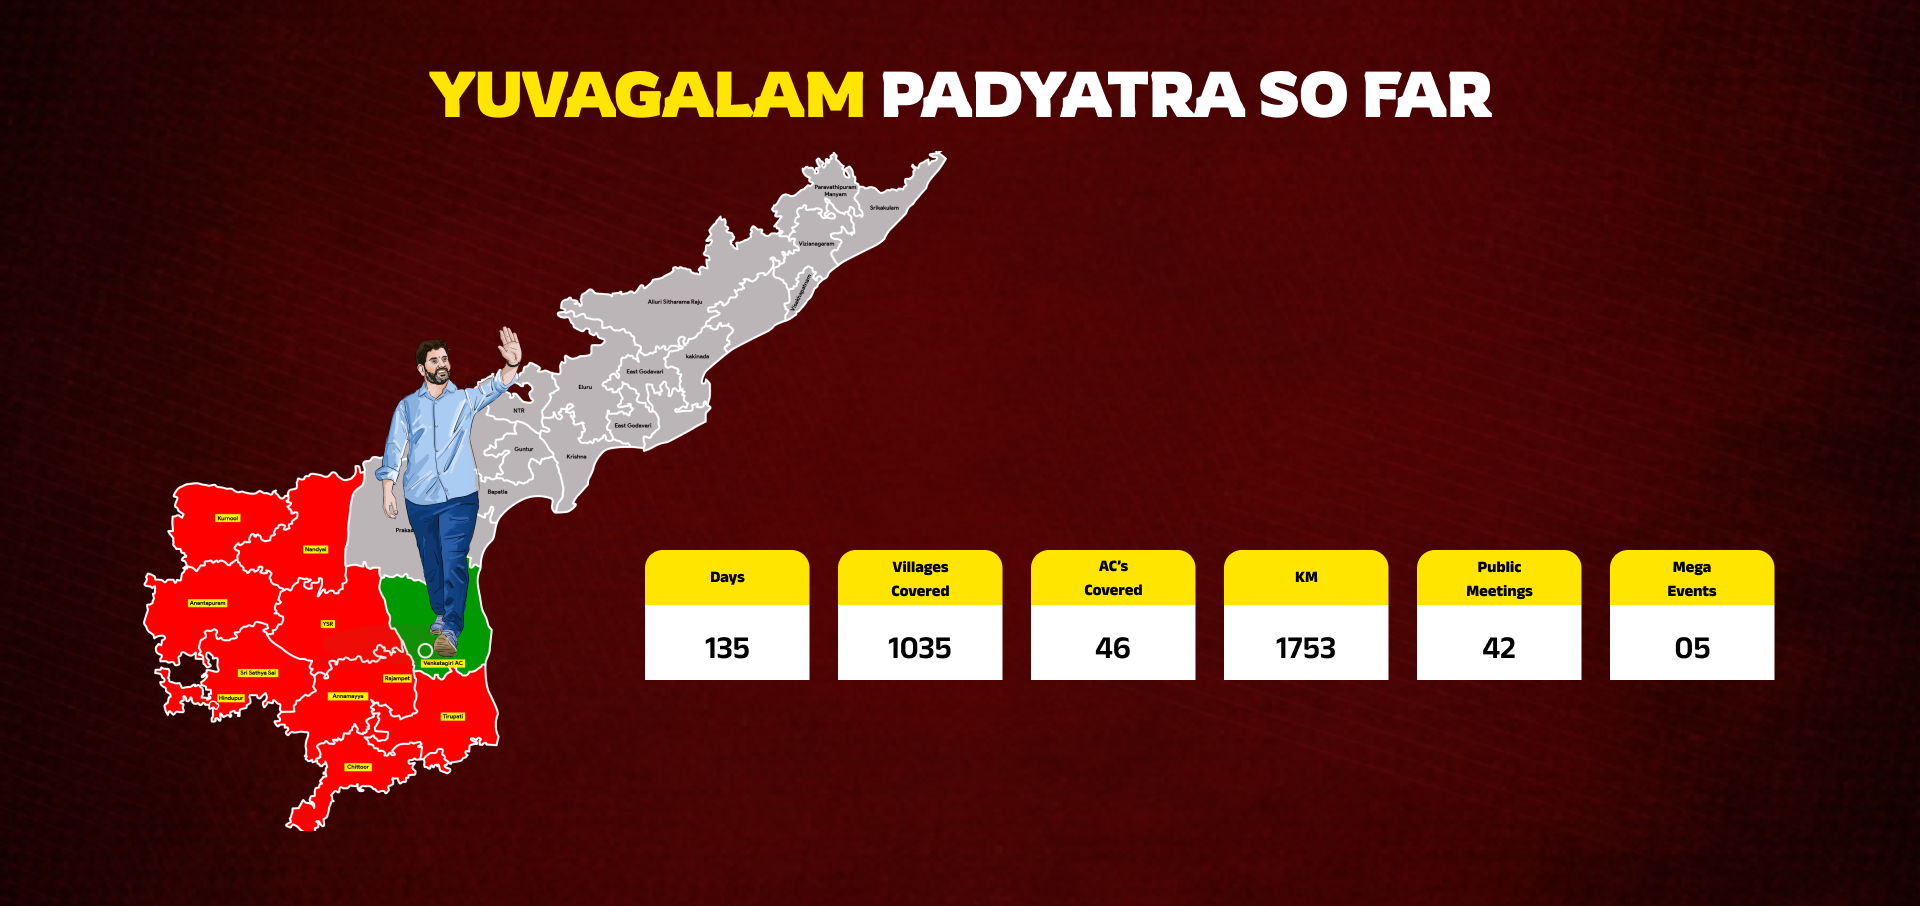 YUVAGALAM PADYATRA SO FAR
Paravathipuram
Manyam
Srikakulam
Vizianagaram
Visakhapatnam
Alluri Sitharama Raju
kakinada
East Godavari
Eluru
NTR
East Godavari
Guntur
Krishna
Bapatla
Prakas
Kurnool
Nandyal
Anantapuram
YSR
Venkatagiri AC
Sri Sathya Sai
Rajampet
Hindupur
Annamayya
Tirupati
Chittoor
Days
135
Villages
Covered
1035
AC's
Covered
46
KM
1753
Public
Meetings
42
Mega
Events
05